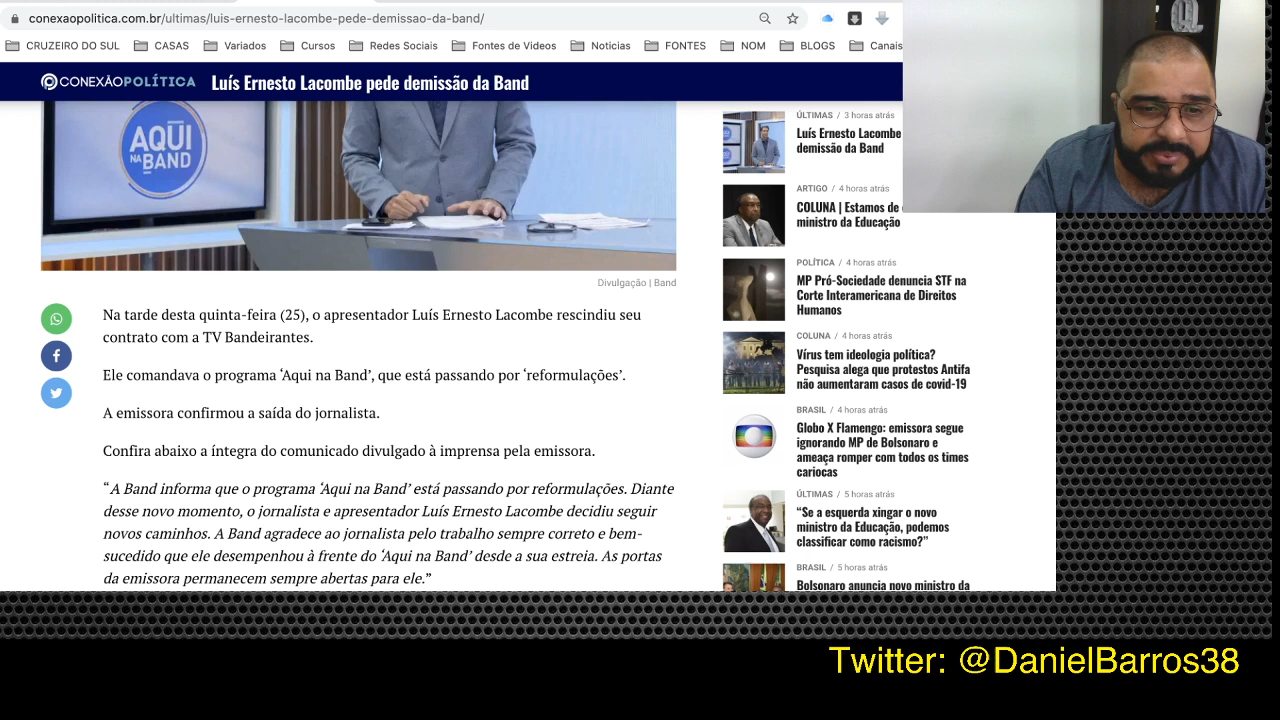 conexaopolitica.com.br/ultimas/luis-ernesto-lacombe-pede-demissao-da-band/
CRUZEIRO DO SUL
CASAS
Variados
Cursos
Redes Sociais
Fontes de Videos
Noticias
FONTES
NOM
BLOGS
Canais
CONEXÃOPOLÍTICA
Luís Ernesto Lacombe pede demissão da Band
AQUI
NA BAND
Divulgação | Band
Na tarde desta quinta-feira (25), o apresentador Luís Ernesto Lacombe rescindiu seu
contrato com a TV Bandeirantes.
Ele comandava o programa ‘Aqui na Band’, que está passando por ‘reformulações’.
A emissora confirmou a saída do jornalista.
Confira abaixo a íntegra do comunicado divulgado à imprensa pela emissora.
“A Band informa que o programa ‘Aqui na Band’ está passando por reformulações. Diante
desse novo momento, o jornalista e apresentador Luís Ernesto Lacombe decidiu seguir
novos caminhos. A Band agradece ao jornalista pelo trabalho sempre correto e bem-
sucedido que ele desempenhou à frente do ‘Aqui na Band’ desde a sua estreia. As portas
da emissora permanecem sempre abertas para ele.”
ÚLTIMAS / 3 horas atrás
Luís Ernesto Lacombe
demissão da Band
ARTIGO / 4 horas atrás
COLUNA | Estamos de
ministro da Educação
POLÍTICA / 4 horas atrás
MP Pró-Sociedade denuncia STF na
Corte Interamericana de Direitos
Humanos
COLUNA / 4 horas atrás
Vírus tem ideologia política?
Pesquisa alega que protestos Antifa
não aumentaram casos de covid-19
BRASIL / 4 horas atrás
Globo X Flamengo: emissora segue
ignorando MP de Bolsonaro e
ameaça romper com todos os times
cariocas
ÚLTIMAS / 5 horas atrás
“Se a esquerda xingar o novo
ministro da Educação, podemos
classificar como racismo?”
BRASIL / 5 horas atrás
Bolsonaro anuncia novo ministro da
Twitter: @DanielBarros38